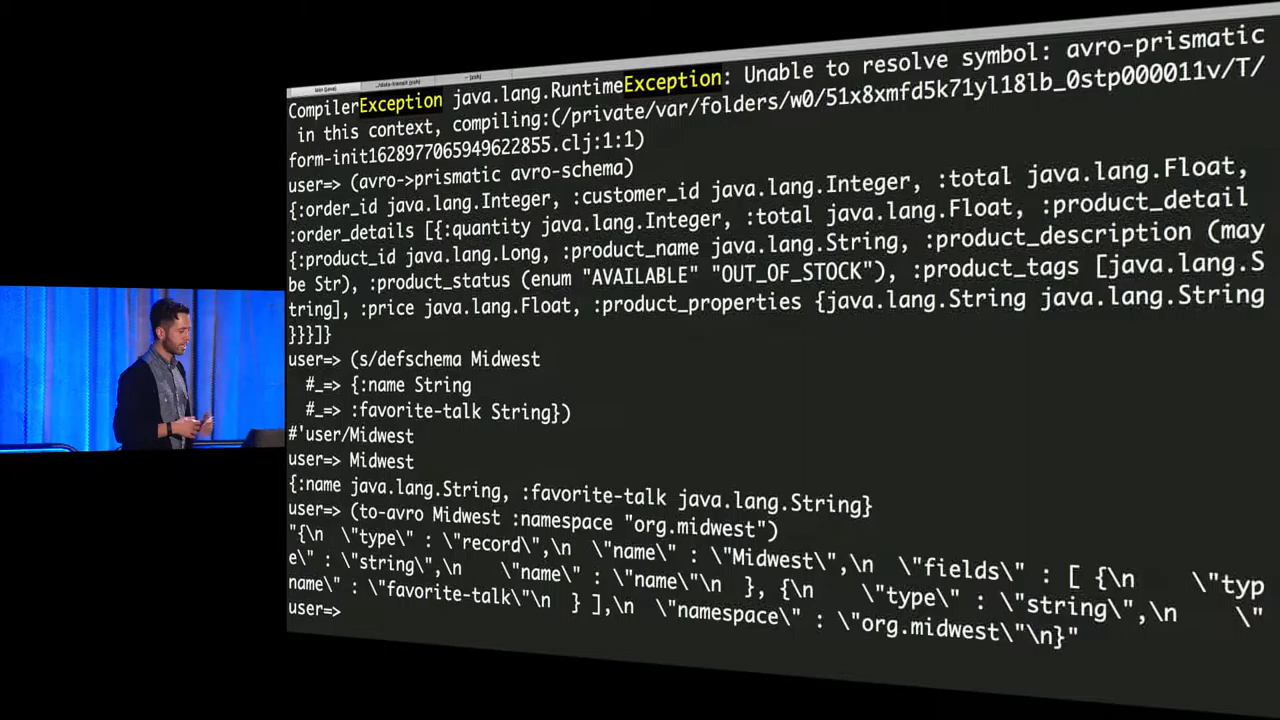 bin (java)
../data-transit (zsh)
~ (zsh)
CompilerException java.lang.RuntimeException: Unable to resolve symbol: avro-prismatic
in this context, compiling:(/private/var/folders/w0/51x8xmfd5k71yl18lb_0stp000011v/T/
form-init1628977065949622855.clj:1:1)
user=> (avro->prismatic avro-schema)
{:order_id java.lang.Integer, :customer_id java.lang.Integer, :total java.lang.Float,
:order_details [{:quantity java.lang.Integer, :total java.lang.Float, :product_detail
{:product_id java.lang.Long, :product_name java.lang.String, :product_description (may
be Str), :product_status (enum "AVAILABLE" "OUT_OF_STOCK"), :product_tags [java.lang.S
tring], :price java.lang.Float, :product_properties {java.lang.String java.lang.String
}}}]}
user=> (s/defschema Midwest
#_=> {:name String
#_=> :favorite-talk String})
#'user/Midwest
user=> Midwest
{:name java.lang.String, :favorite-talk java.lang.String}
user=> (to-avro Midwest :namespace "org.midwest")
"{\n  \"type\" : \"record\",\n  \"name\" : \"Midwest\",\n  \"fields\" : [ {\n    \"typ
e\" : \"string\",\n    \"name\" : \"name\"\n  }, {\n    \"type\" : \"string\",\n    \"
name\" : \"favorite-talk\"\n  } ],\n  \"namespace\" : \"org.midwest\"\n}"
user=>